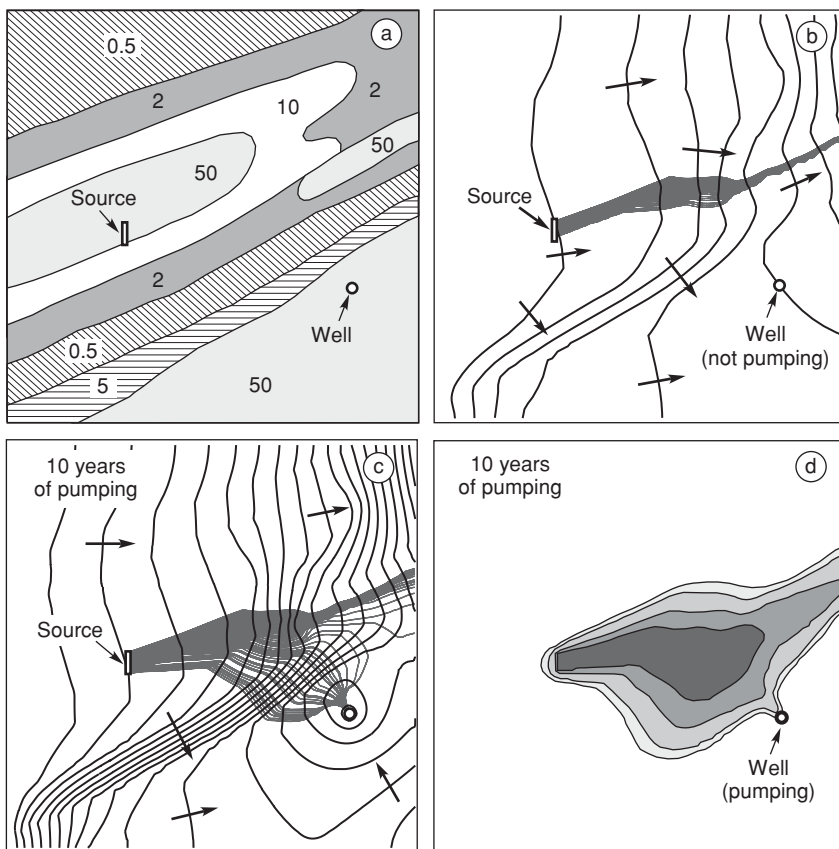 a
0.5
2
10
2
50
50
Source
2
Well
0.5
5
50
b
Source
Well
(not pumping)
10 years
of pumping
c
Source
10 years
of pumping
d
Well
(pumping)